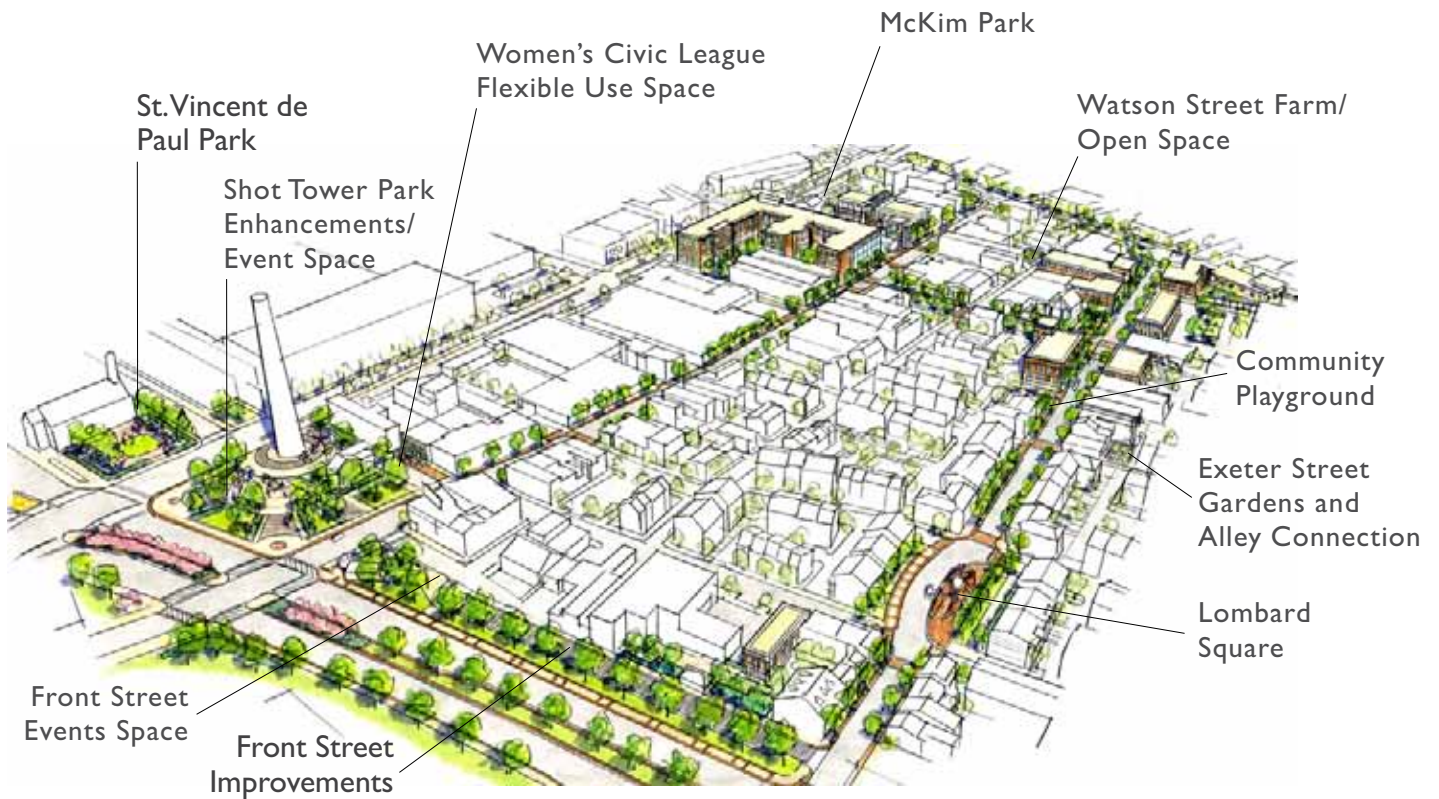 McKim Park
Women's Civic League
Flexible Use Space
St. Vincent de
Paul Park
Watson Street Farm/
Open Space
Shot Tower Park
Enhancements/
Event Space
Community
Playground
Exeter Street
Gardens and
Alley Connection
Lombard
Square
Front Street
Events Space
Front Street
Improvements